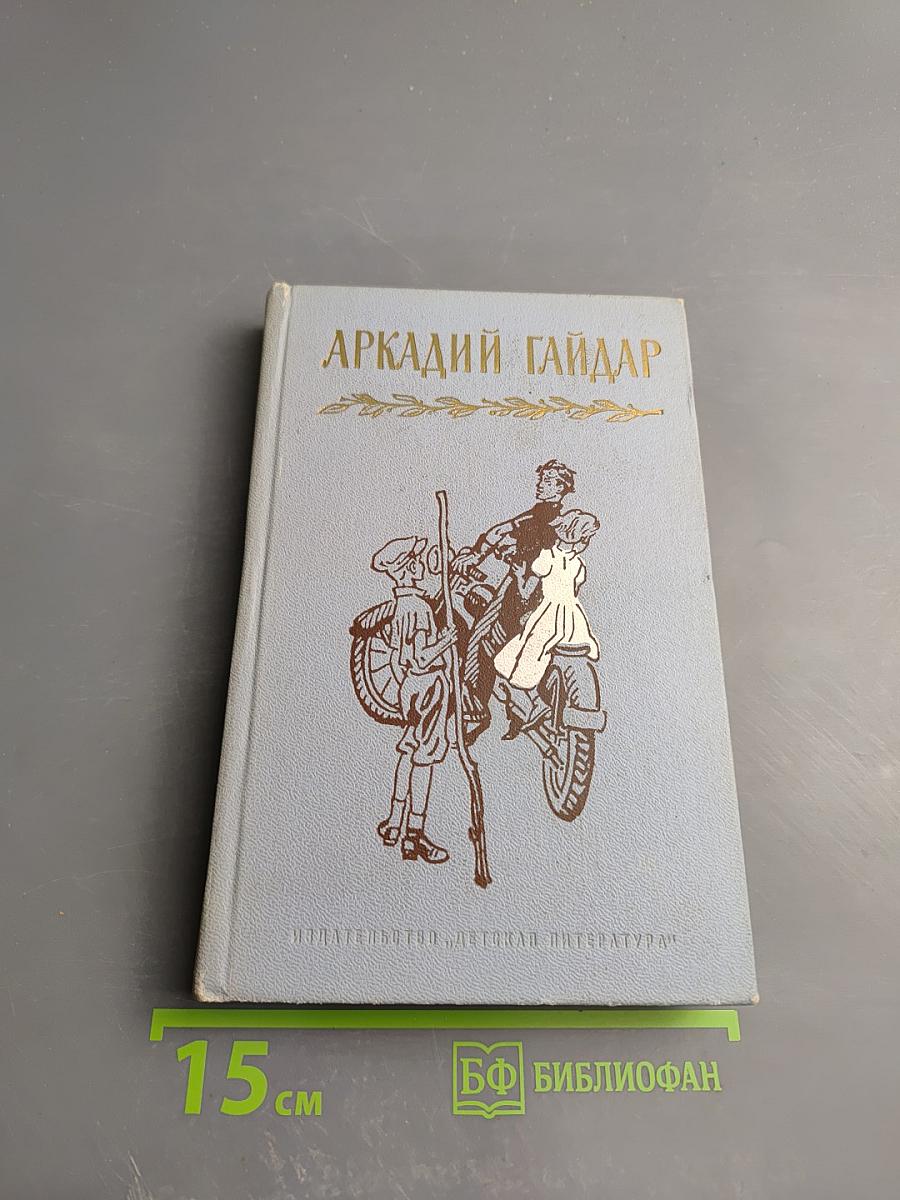 АРКАДИЙ ГАЙДАР
ИЗДАТЕЛЬСТВО „ДЕТСКАЯ ЛИТЕРАТУРА"
15 см
БФ БИБЛИОФАН